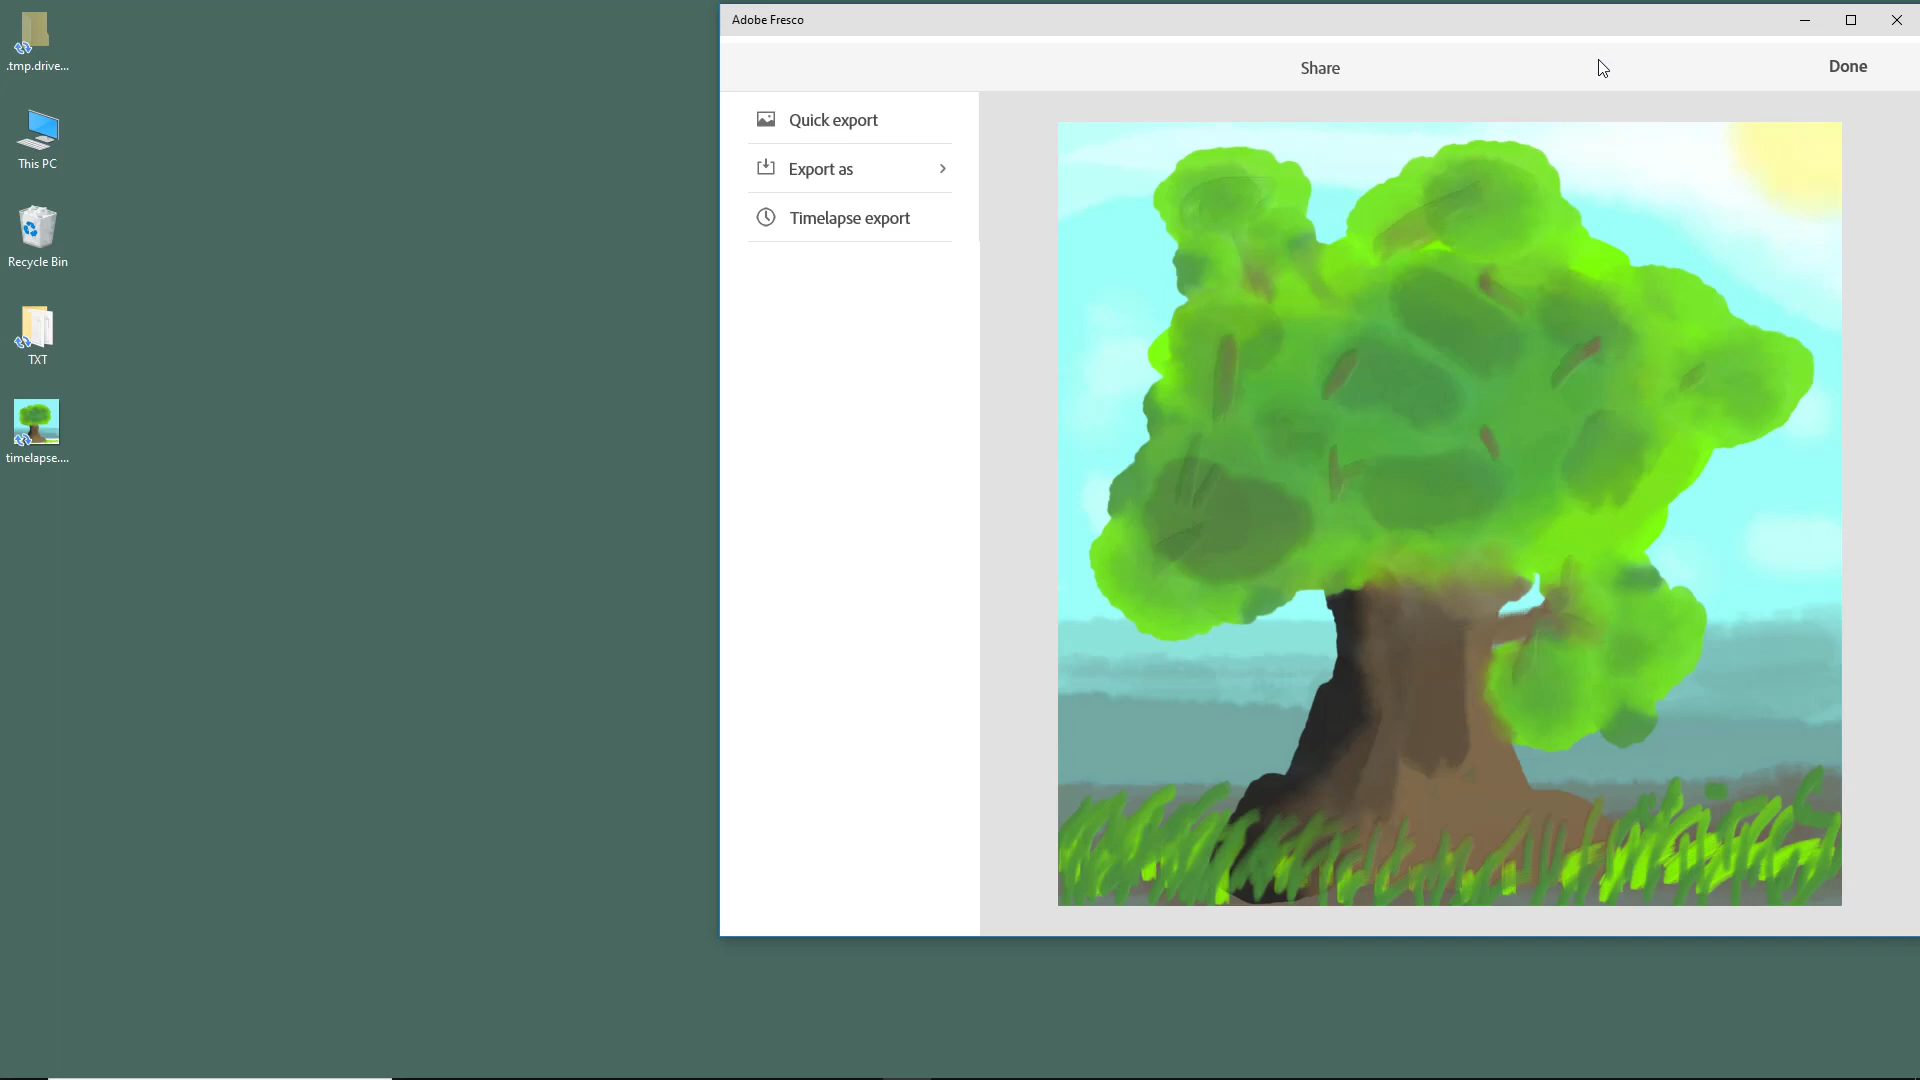 .tmp.drive...
This PC
Recycle Bin
TXT
timelapse....
Adobe Fresco
Share
Done
Quick export
Export as
Timelapse export